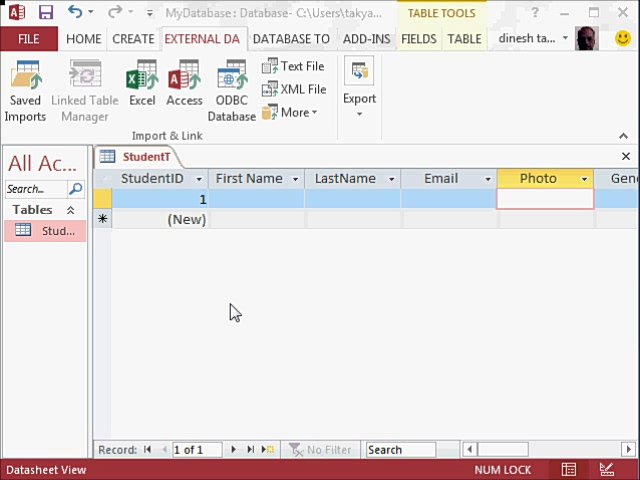 MyDatabase : Database- C:\Users\takya... TABLE TOOLS
FILE HOME CREATE EXTERNAL DA DATABASE TO ADD-INS FIELDS TABLE dinesh ta...
Saved Imports
Linked Table Manager
Excel
Access
ODBC Database
Text File
XML File
More
Export
Import & Link
All Ac...
Search...
Tables
Stud...
StudentT
StudentID First Name LastName Email Photo Gen
1
(New)
Record: 1 of 1 No Filter Search
Datasheet View NUM LOCK